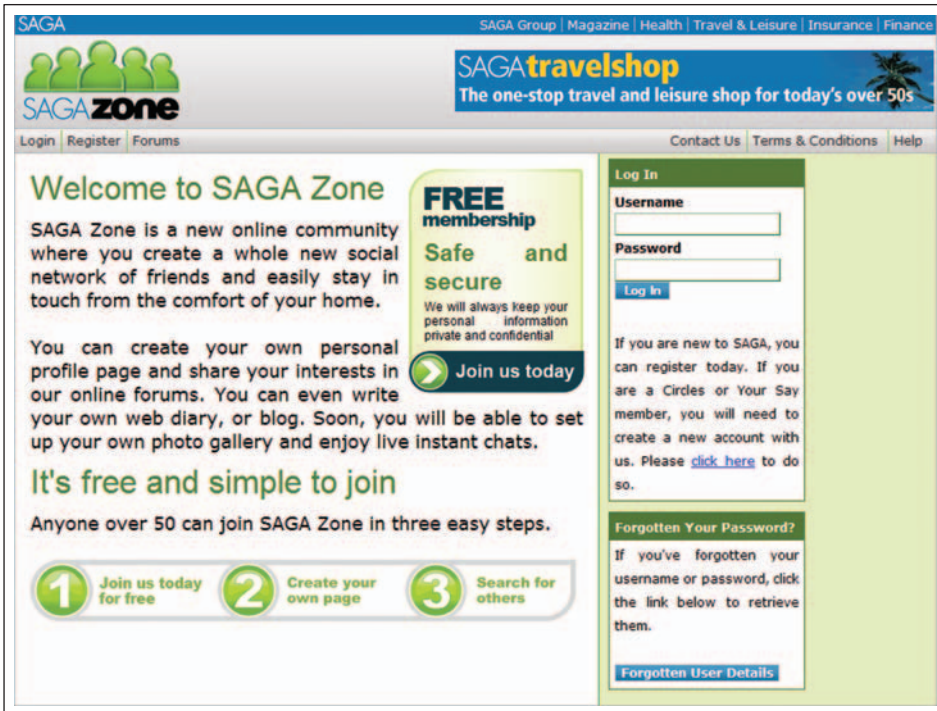 SAGA
SAGA Group | Magazine | Health | Travel & Leisure | Insurance | Finance
SAGAZONE
SAGAtravelshop
The one-stop travel and leisure shop for today's over 50s
Login | Register | Forums
Contact Us | Terms & Conditions | Help
Welcome to SAGA Zone
SAGA Zone is a new online community
where you create a whole new social
network of friends and easily stay in
touch from the comfort of your home.
You can create your own personal
profile page and share your interests in
our online forums. You can even write
your own web diary, or blog. Soon, you will be able to set
up your own photo gallery and enjoy live instant chats.
FREE
membership
Safe and
secure
We will always keep your
personal information
private and confidential
Join us today
It's free and simple to join
Anyone over 50 can join SAGA Zone in three easy steps.
1 Join us today
for free
2 Create your
own page
3 Search for
others
Log In
Username
Password
Log In
If you are new to SAGA, you
can register today. If you
are a Circles or Your Say
member, you will need to
create a new account with
us. Please click here to do
so.
Forgotten Your Password?
If you've forgotten your
username or password, click
the link below to retrieve
them.
Forgotten User Details